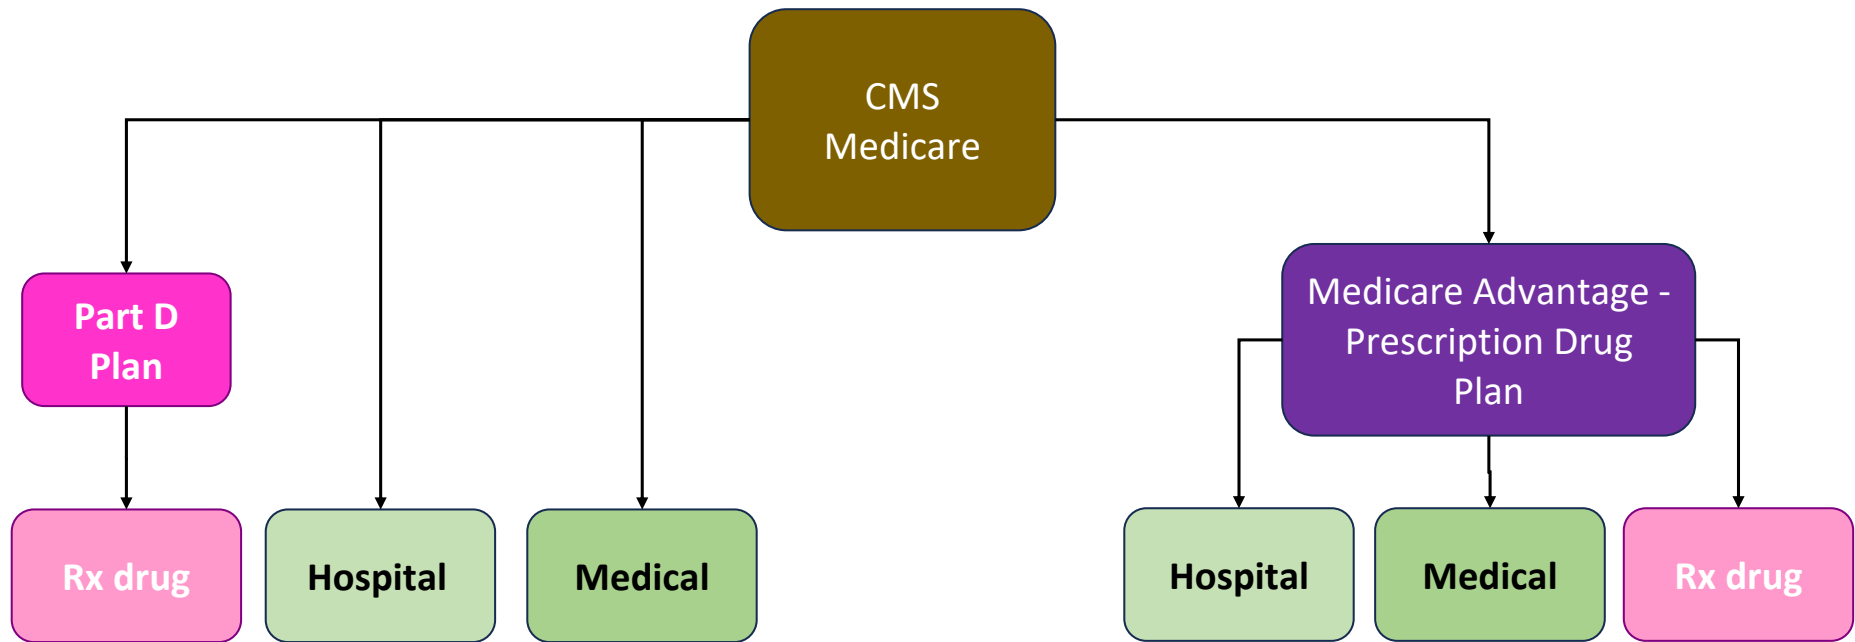 CMS
Medicare
Part D
Plan
Medicare Advantage -
Prescription Drug
Plan
Rx drug
Hospital
Medical
Hospital
Medical
Rx drug